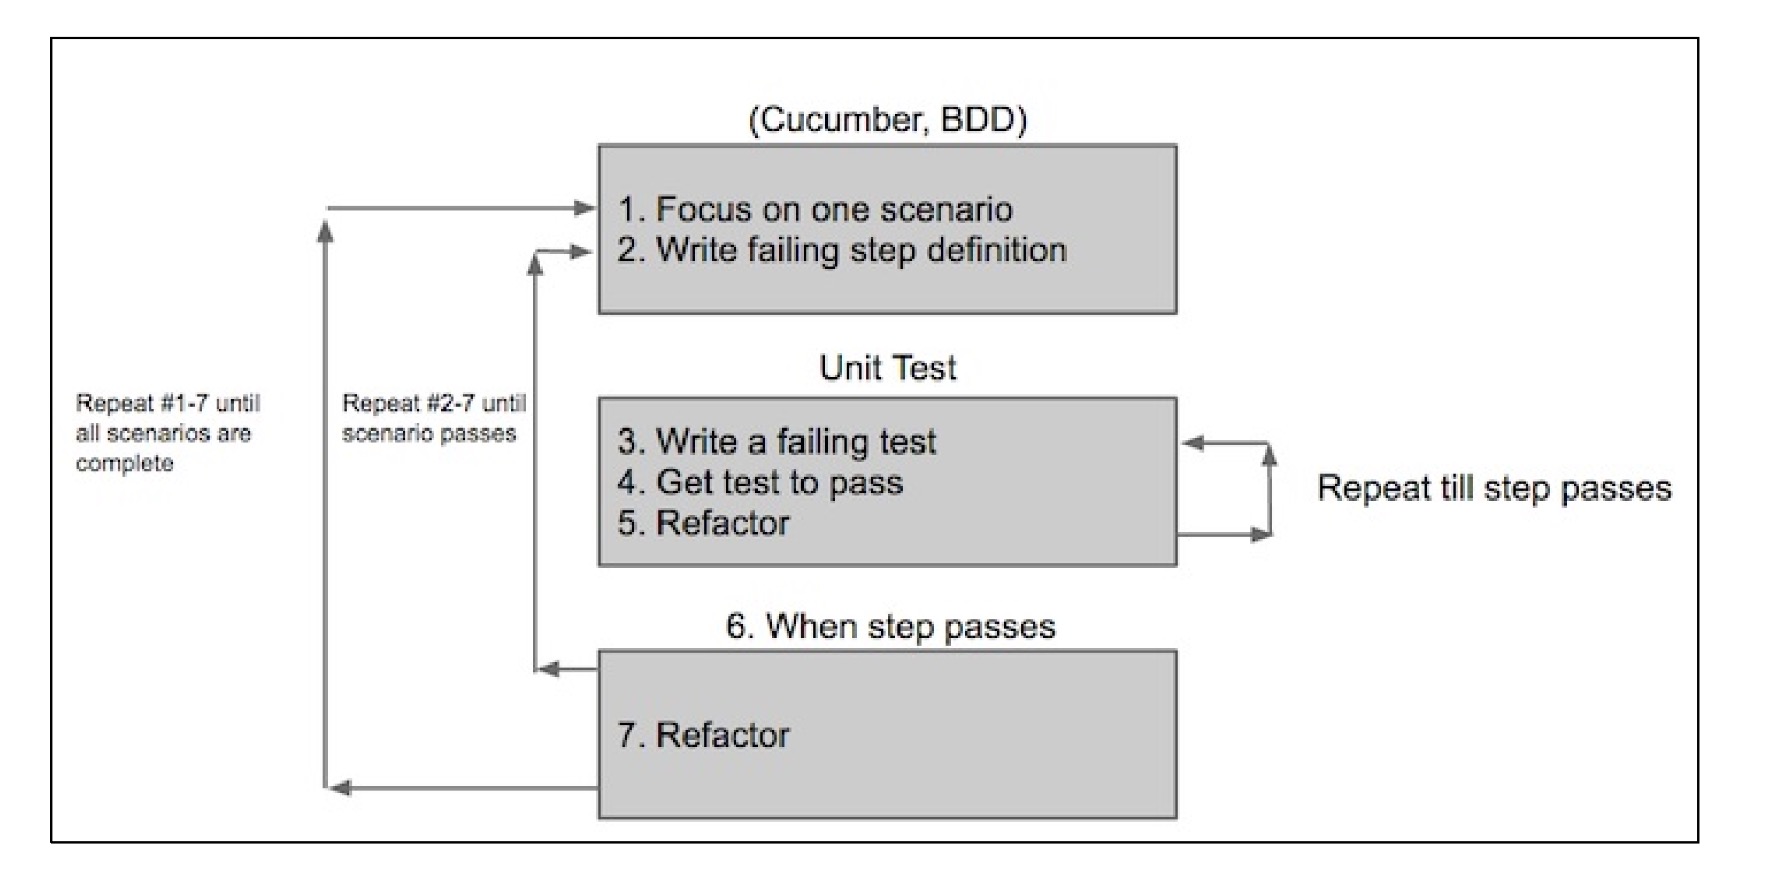 (Cucumber, BDD)
1. Focus on one scenario
2. Write failing step definition
Unit Test
Repeat #1-7 until
all scenarios are
complete
Repeat #2-7 until
scenario passes
3. Write a failing test
4. Get test to pass
5. Refactor
Repeat till step passes
6. When step passes
7. Refactor